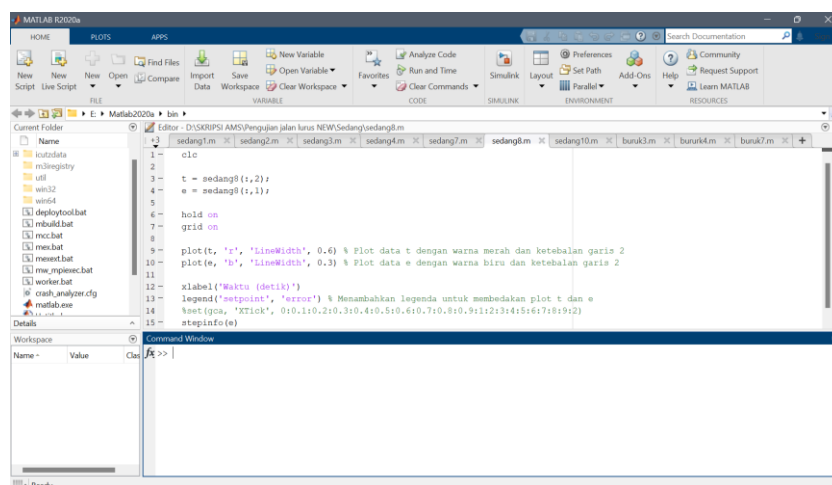 MATLAB R2020a
HOME PLOTS APPS
Search Documentation
New Script
New Live Script
New
Open
Find Files
Compare
Import Data
Save Workspace
New Variable
Open Variable
Clear Workspace
Favorites
Analyze Code
Run and Time
Clear Commands
Simulink
Layout
Preferences
Set Path
Parallel
Add-Ons
Help
Community
Request Support
Learn MATLAB
FILE VARIABLE CODE SIMULINK ENVIRONMENT RESOURCES
E: Matlab2020a bin
Current Folder
Name
icutzdata
m3iregistry
util
win32
win64
deploytool.bat
mbuild.bat
mcc.bat
mex.bat
mexext.bat
mw_mpiexec.bat
worker.bat
crash_analyzer.cfg
matlab.exe
Details
Workspace
Name Value Clas
Editor - D:\SKRIPSI AMS\Pengujian jalan lurus NEW\Sedang\sedang8.m
+3 sedang1.m sedang2.m sedang3.m sedang4.m sedang7.m sedang8.m sedang10.m buruk3.m bururk4.m buruk7.m +
1 clc
2
3 t = sedang8(:,2);
4 e = sedang8(:,1);
5
6 hold on
7 grid on
8
9 plot(t, 'r', 'LineWidth', 0.6) % Plot data t dengan warna merah dan ketebalan garis 2
10 plot(e, 'b', 'LineWidth', 0.3) % Plot data e dengan warna biru dan ketebalan garis 2
11
12 xlabel('Waktu (detik)')
13 legend('setpoint', 'error') % Menambahkan legenda untuk membedakan plot t dan e
14 %set(gca, 'XTick', 0:0.1:0.2:0.3:0.4:0.5:0.6:0.7:0.8:0.9:1:2:3:4:5:6:7:8:9:2)
15 stepinfo(e)
Command Window
fx >>